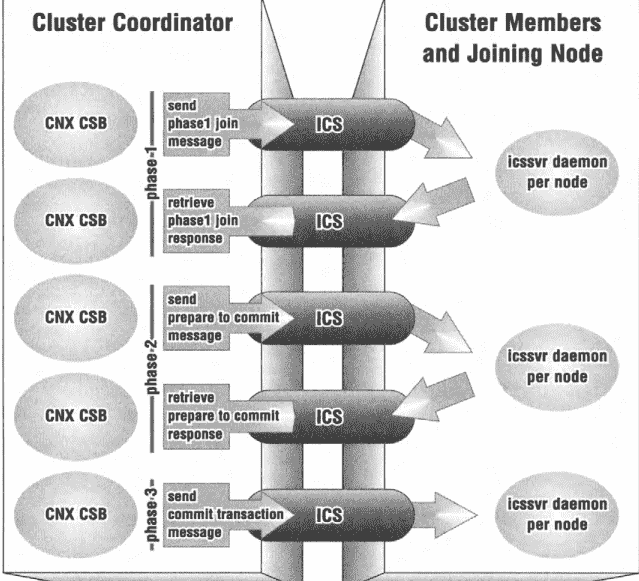 Cluster Coordinator
Cluster Members
and Joining Node
CNX CSB
phase-1
send
phase1 join
message
ICS
icssvr daemon
per node
CNX CSB
retrieve
phase1 join
response
ICS
CNX CSB
phase-2
send
prepare to commit
message
ICS
icssvr daemon
per node
CNX CSB
retrieve
prepare to commit
response
ICS
CNX CSB
phase-3
send
commit transaction
message
ICS
icssvr daemon
per node